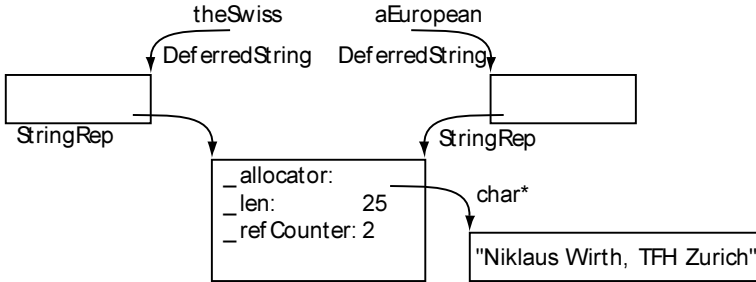 theSwiss aEuropean
DeferredString DeferredString
StringRep StringRep
_allocator:
_len: 25
_refCounter: 2
char*
"Niklaus Wirth, TFH Zurich"